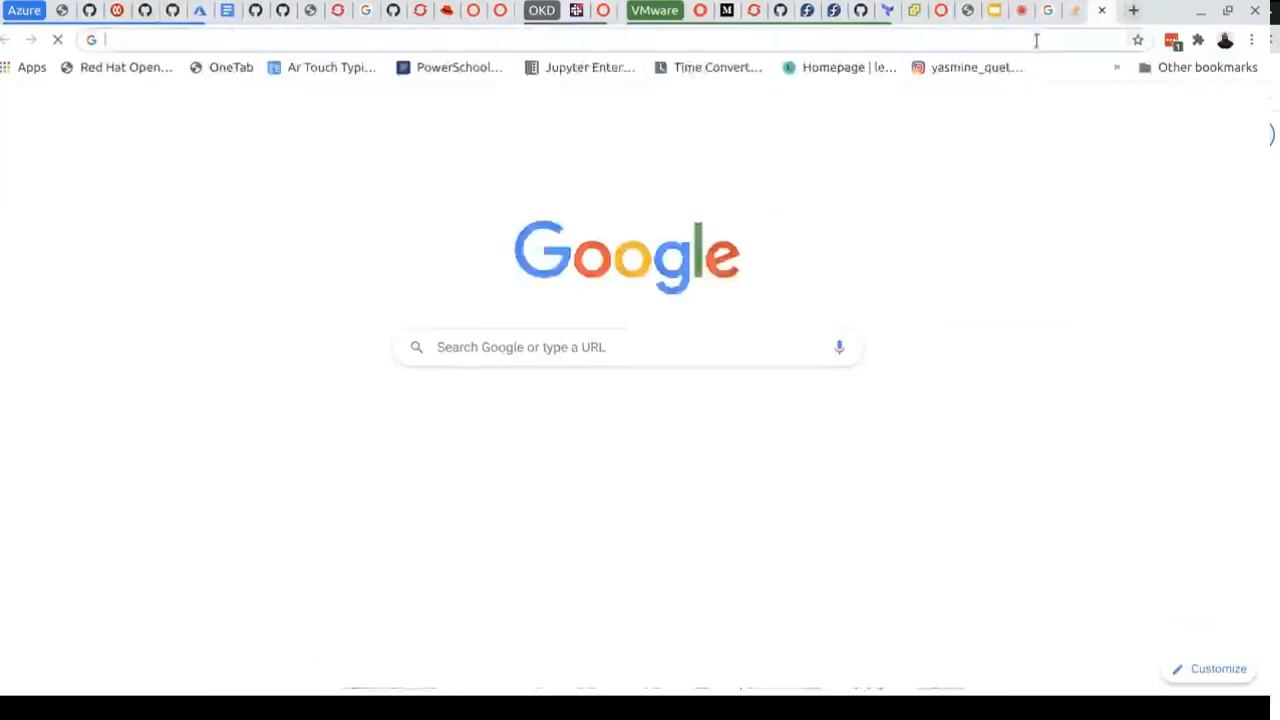 Azure OKD VMware
Apps Red Hat Open... OneTab Ar Touch Typi... PowerSchool... Jupyter Enter... Time Convert... Homepage | le... yasmine_quet... » Other bookmarks
Google
Search Google or type a URL
Customize